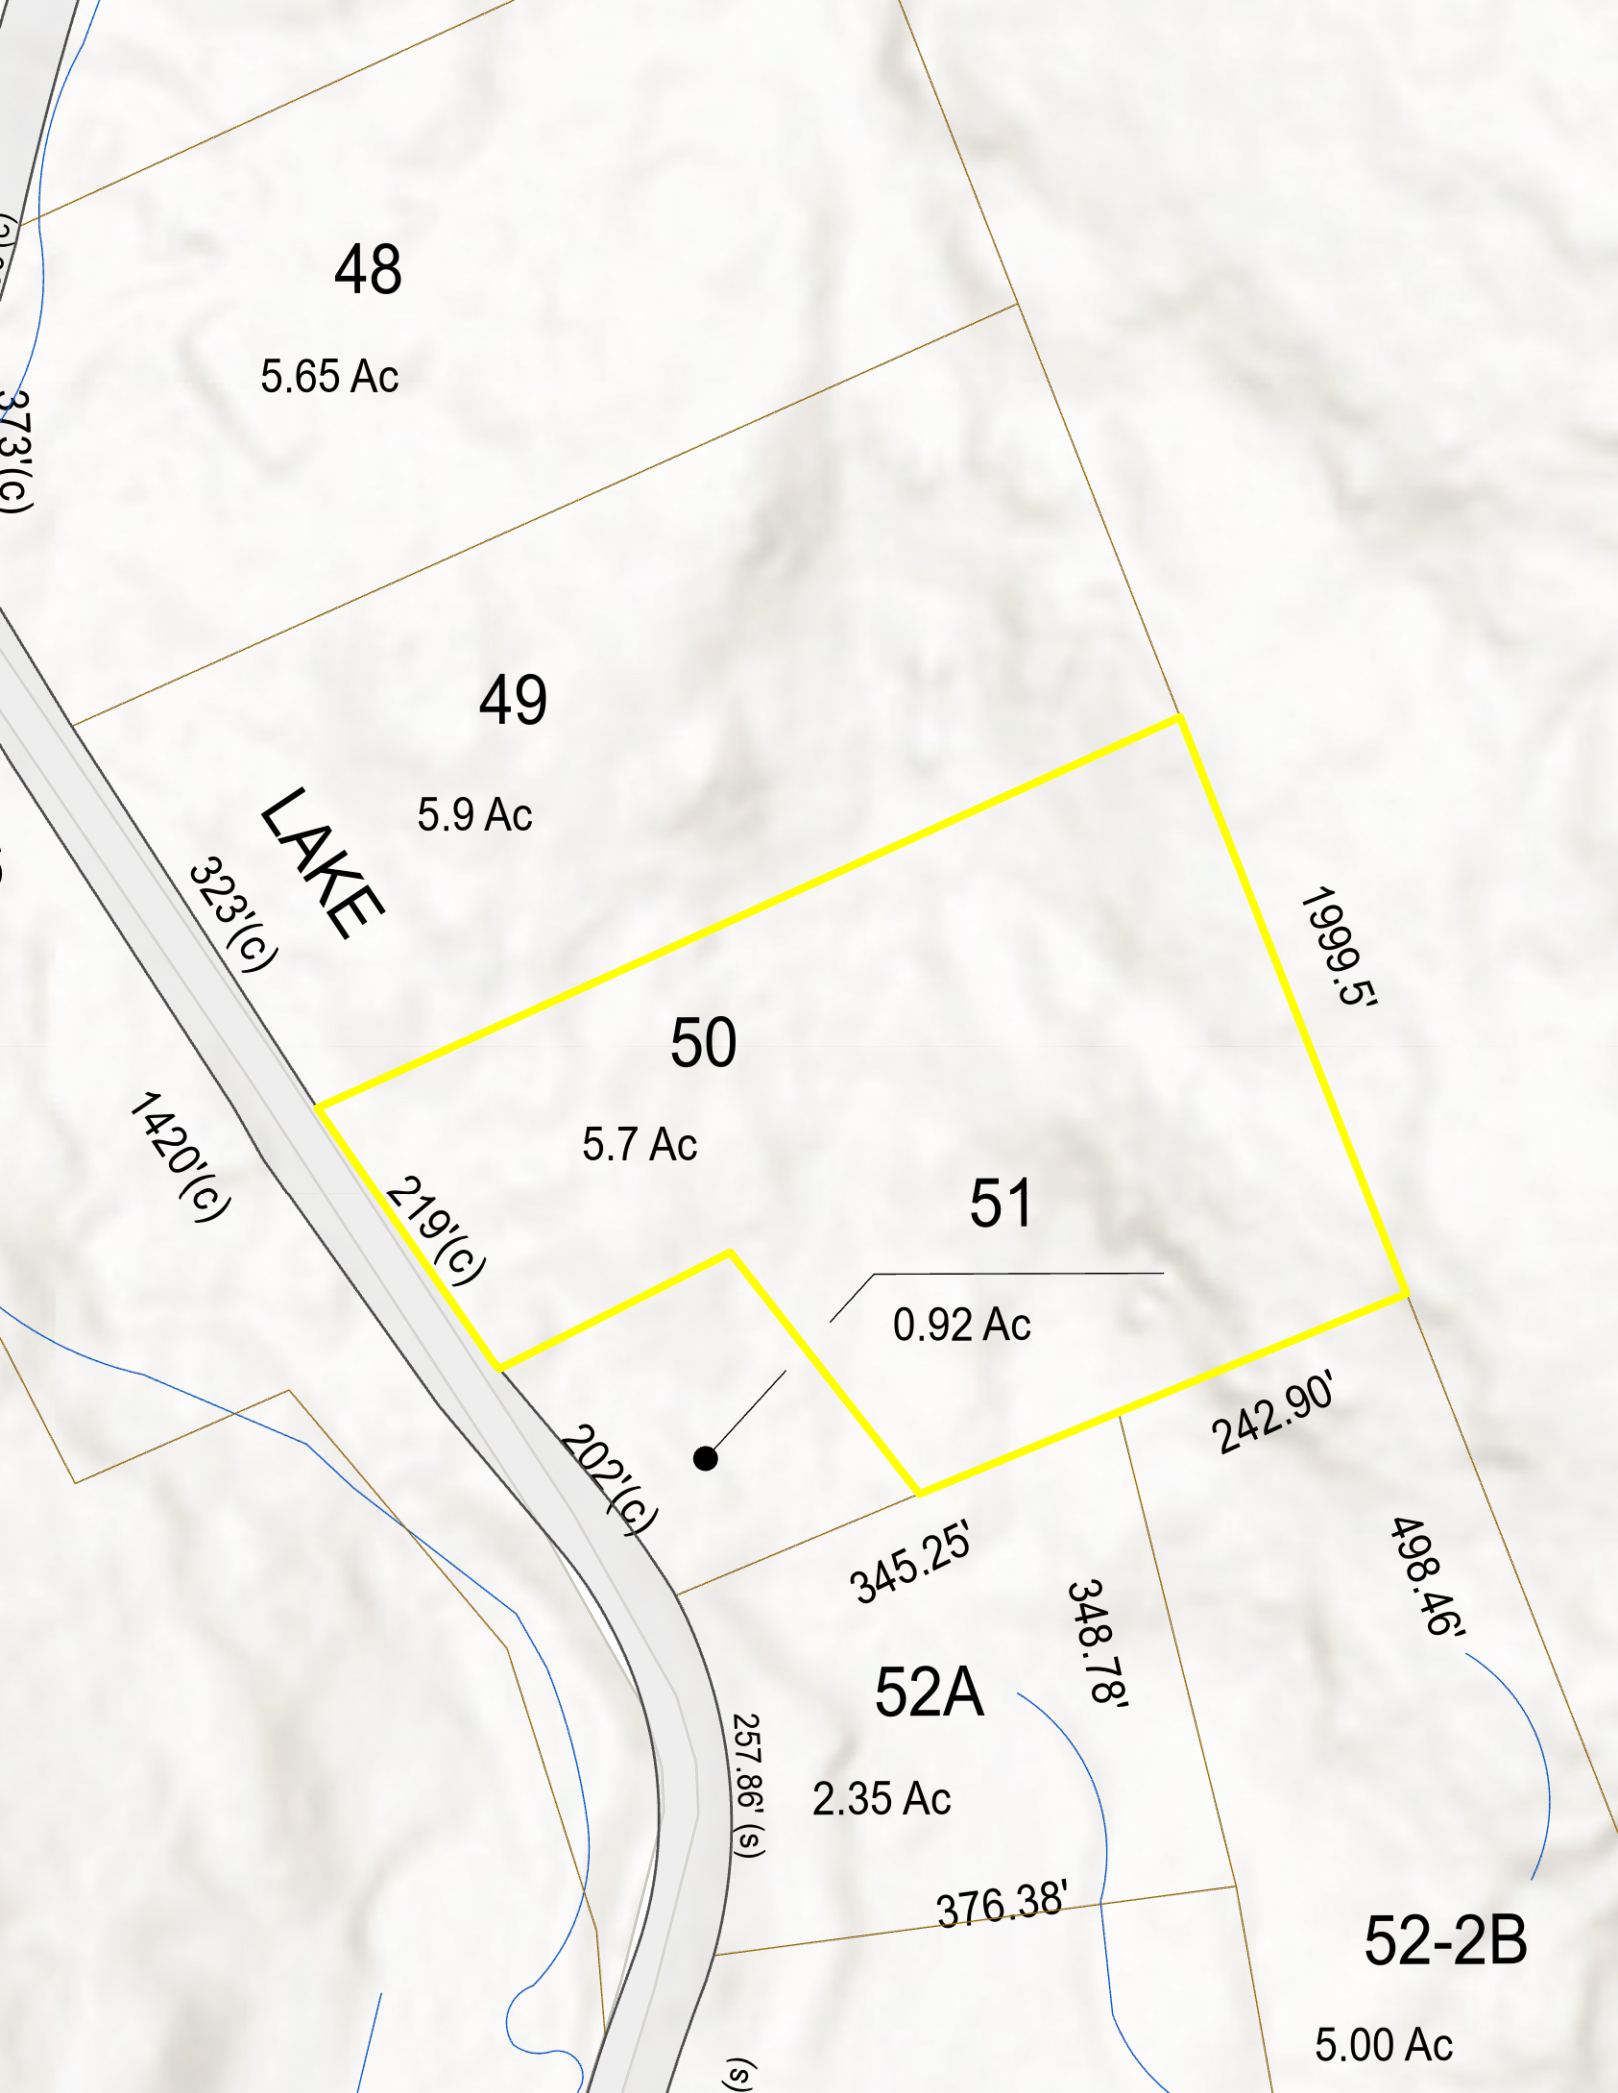 48
5.65 Ac
373'(c)
49
5.9 Ac
LAKE
323'(c)
1999.5'
50
5.7 Ac
1420'(c)
219'(c)
51
0.92 Ac
242.90'
202'(c)
345.25'
348.78'
498.46'
52A
257.86' (s)
2.35 Ac
376.38'
52-2B
5.00 Ac
(s)